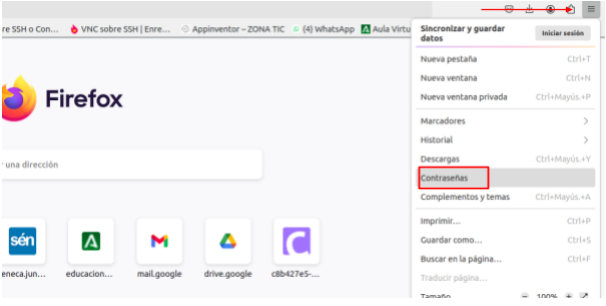 re SSH o Con...
VNC sobre SSH | Enre...
Appinventor – ZONA TIC
(4) WhatsApp
Aula Virtu
Sincronizar y guardar
datos
Iniciar sesión
Nueva pestaña Ctrl+T
Nueva ventana Ctrl+N
Nueva ventana privada Ctrl+Mayús.+P
Marcadores
Historial
Descargas Ctrl+Mayús.+Y
Contraseñas
Complementos y temas Ctrl+Mayús.+A
Imprimir... Ctrl+P
Guardar como... Ctrl+S
Buscar en la página... Ctrl+F
Traducir página...
Tamaño 100%
Firefox
una dirección
sén
eneca.jun...
educacion...
mail.google
drive.google
c8b427e5-...